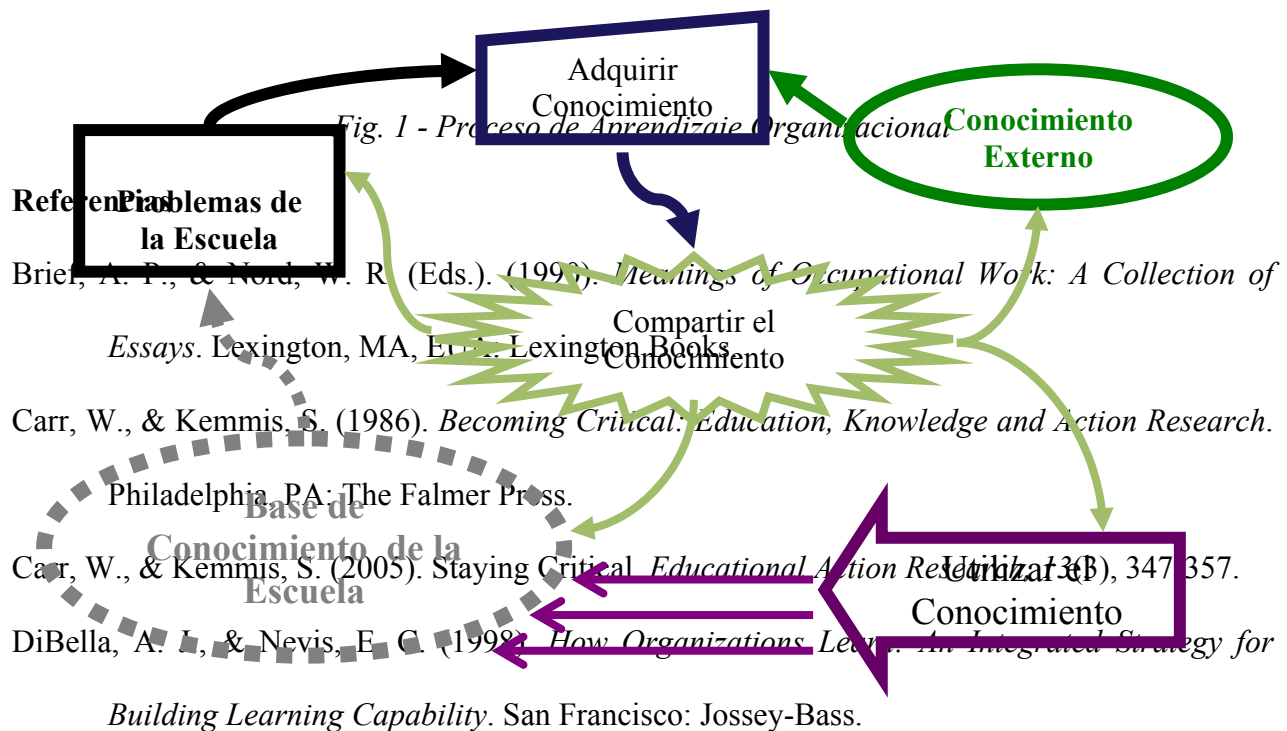 Adquirir
Conocimiento
Fig. 1 - Proceso de Aprendizaje Organizacional
Conocimiento
Externo
Problemas de
la Escuela
Referencias
Brief, A. P., & Nord, W. R. (Eds.). (1990). Meanings of Occupational Work: A Collection of
Essays. Lexington, MA, EUA: Lexington Books.
Compartir el
Conocimiento
Carr, W., & Kemmis, S. (1986). Becoming Critical: Education, Knowledge and Action Research.
Philadelphia, PA: The Falmer Press.
Base de
Conocimiento de la
Escuela
Carr, W., & Kemmis, S. (2005). Staying Critical. Educational Action Research, 13(3), 347-357.
Utilizar el
Conocimiento
DiBella, A. J., & Nevis, E. C. (1998). How Organizations Learn: An Integrated Strategy for
Building Learning Capability. San Francisco: Jossey-Bass.